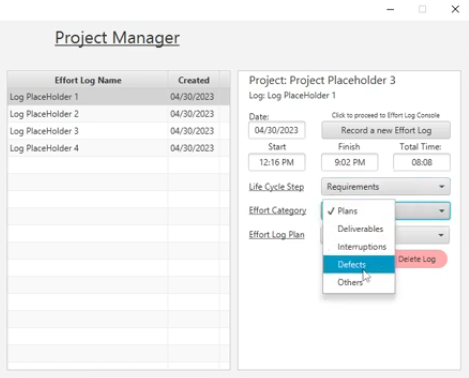 Project Manager
Effort Log Name Created
Log PlaceHolder 1 04/30/2023
Log PlaceHolder 2 04/30/2023
Log PlaceHolder 3 04/30/2023
Log PlaceHolder 4 04/30/2023
Project: Project Placeholder 3
Log: Log PlaceHolder 1
Date: Click to proceed to Effort Log Console
04/30/2023 Record a new Effort Log
Start Finish Total Time:
12:16 PM 9:02 PM 08:08
Life Cycle Step Requirements
Effort Category ✓ Plans
Deliverables
Effort Log Plan
Interruptions
Defects Delete Log
Others